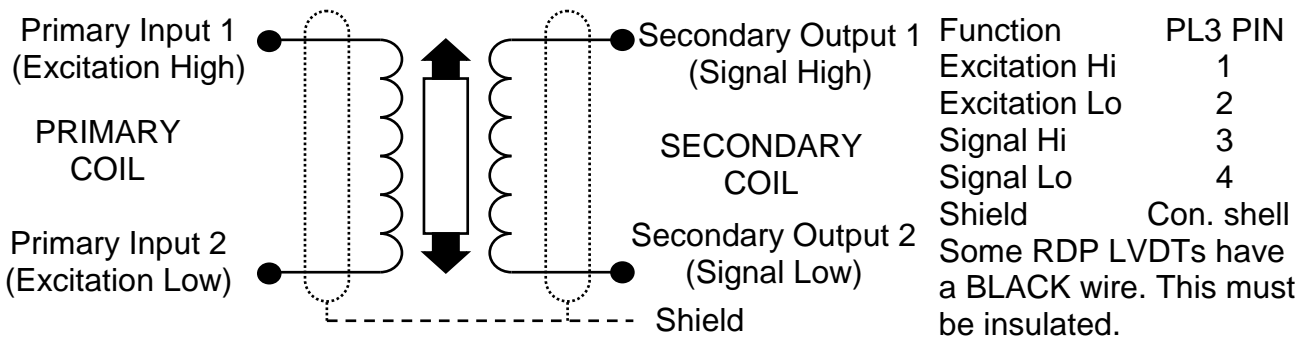 Primary Input 1
(Excitation High)
PRIMARY
COIL
Primary Input 2
(Excitation Low)
Secondary Output 1
(Signal High)
SECONDARY
COIL
Secondary Output 2
(Signal Low)
Shield
Function PL3 PIN
Excitation Hi 1
Excitation Lo 2
Signal Hi 3
Signal Lo 4
Shield Con. shell
Some RDP LVDTs have
a BLACK wire. This must
be insulated.